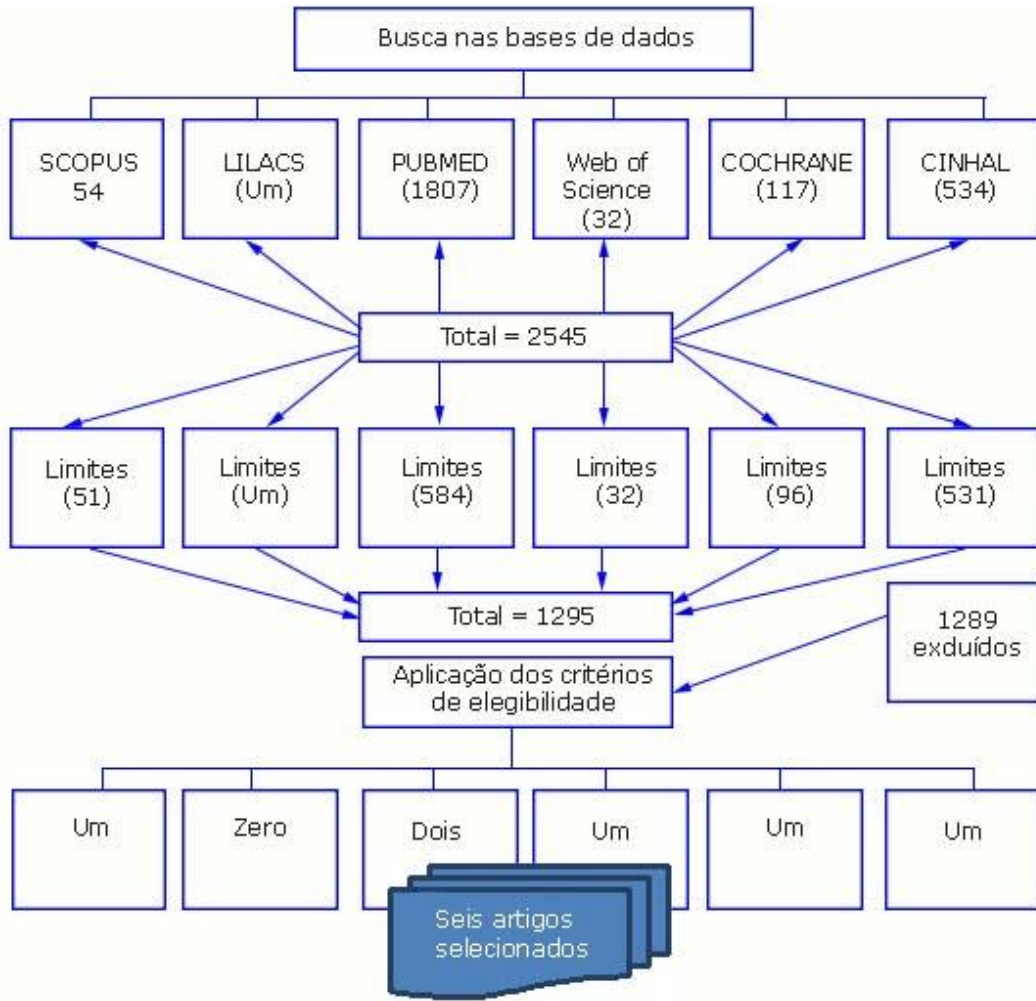 Busca nas bases de dados
SCOPUS
54
LILACS
(Um)
PUBMED
(1807)
Web of
Science
(32)
COCHRANE
(117)
CINHAL
(534)
Total = 2545
Limites
(51)
Limites
(Um)
Limites
(584)
Limites
(32)
Limites
(96)
Limites
(531)
Total = 1295
1289
exduídos
Aplicação dos critérios
de elegibilidade
Um
Zero
Dois
Um
Um
Um
Seis artigos
selecionados